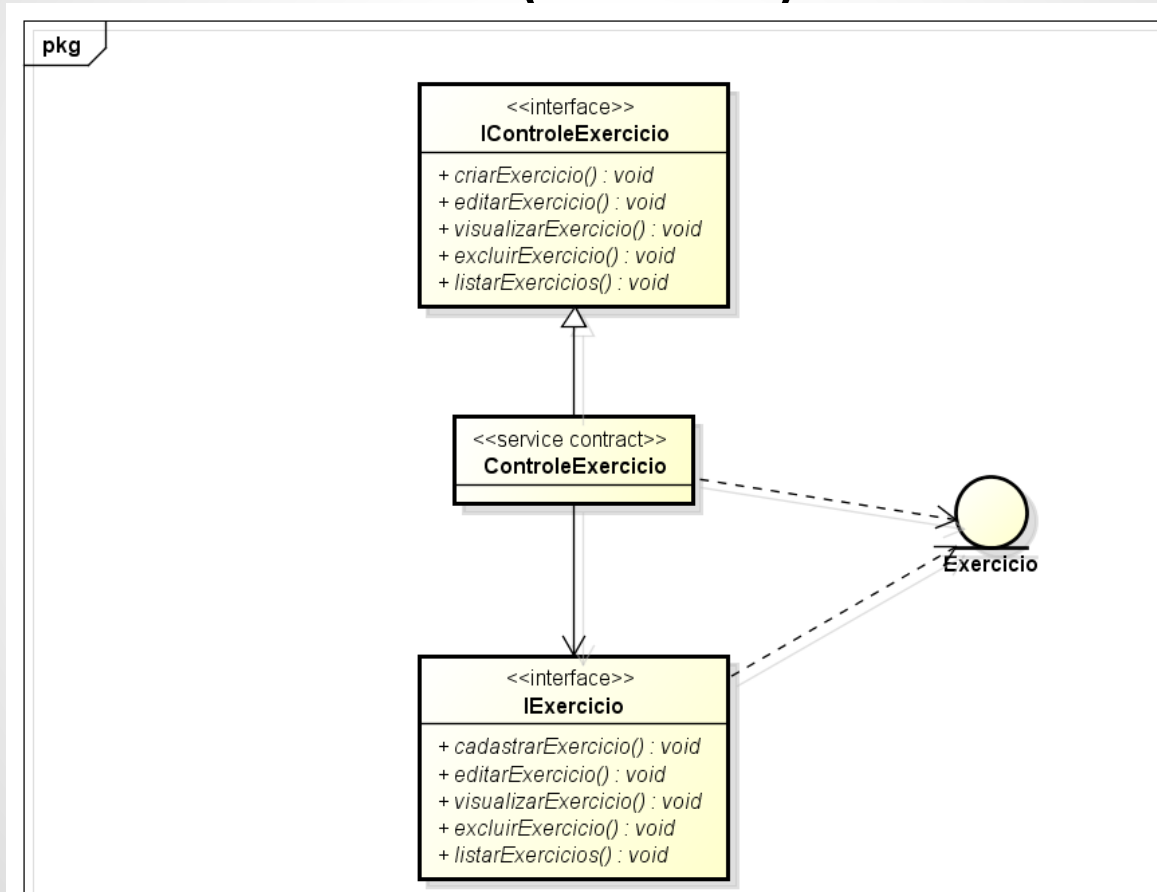 pkg
<<interface>>
IControleExercicio
+ criarExercicio() : void
+ editarExercicio() : void
+ visualizarExercicio() : void
+ excluirExercicio() : void
+ listarExercicios() : void
<<service contract>>
ControleExercicio
Exercicio
<<interface>>
IExercicio
+ cadastrarExercicio() : void
+ editarExercicio() : void
+ visualizarExercicio() : void
+ excluirExercicio() : void
+ listarExercicios() : void